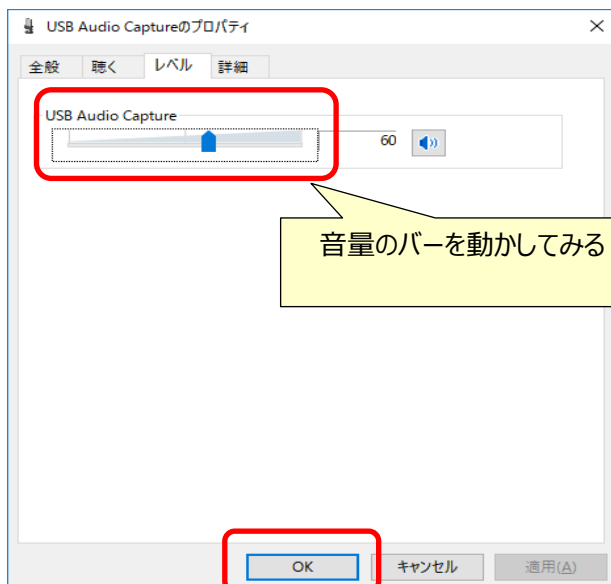 USB Audio Captureのプロパティ
全般 聴く レベル 詳細
USB Audio Capture
60
音量のバーを動かしてみる
OK キャンセル 適用(A)